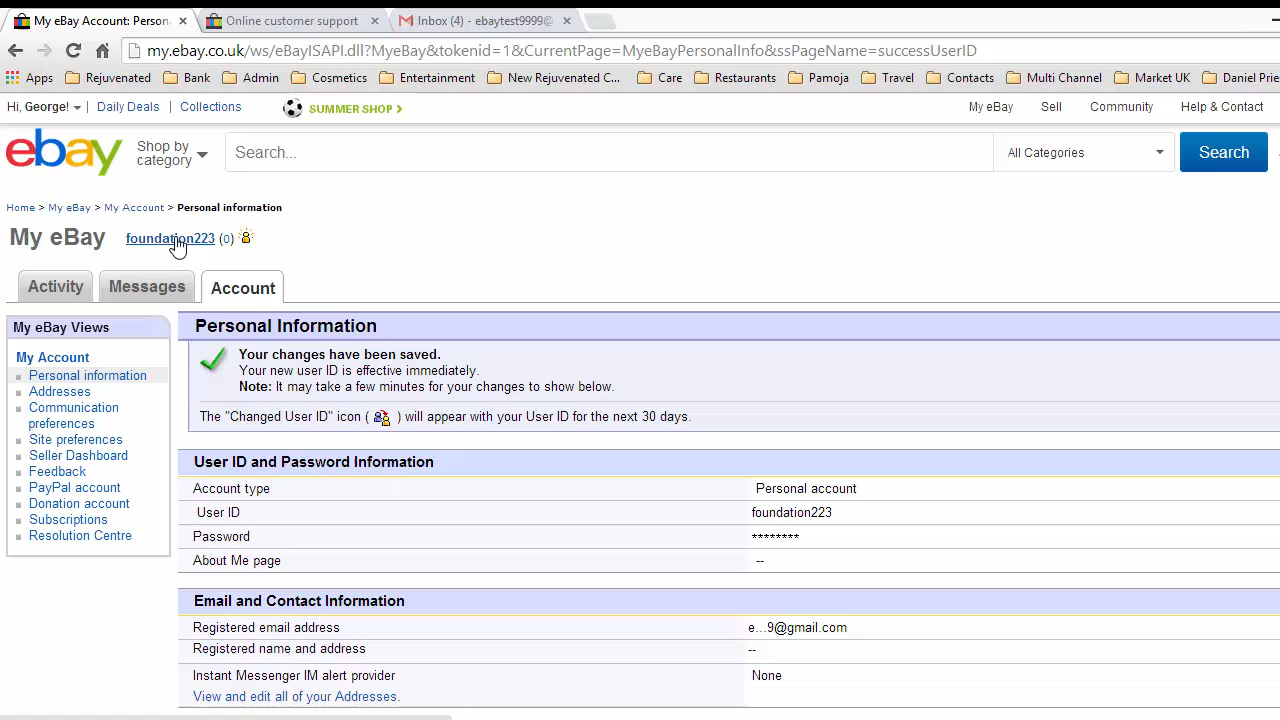 My eBay Account: Person
Online customer support
Inbox (4) - ebaytest9999@
my.ebay.co.uk/ws/eBayISAPI.dll?MyeBay&tokenid=1&CurrentPage=MyeBayPersonalInfo&ssPageName=successUserID
Apps Rejuvenated Bank Admin Cosmetics Entertainment New Rejuvenated C... Care Restaurants Pamoja Travel Contacts Multi Channel Market UK Daniel Prie
Hi, George! Daily Deals Collections SUMMER SHOP > My eBay Sell Community Help & Contact
ebay Shop by category Search... All Categories Search
Home > My eBay > My Account > Personal information
My eBay foundation223 (0)
Activity Messages Account
My eBay Views
My Account
Personal information
Addresses
Communication
preferences
Site preferences
Seller Dashboard
Feedback
PayPal account
Donation account
Subscriptions
Resolution Centre
Personal Information
Your changes have been saved.
Your new user ID is effective immediately.
Note: It may take a few minutes for your changes to show below.
The "Changed User ID" icon ( ) will appear with your User ID for the next 30 days.
User ID and Password Information
Account type Personal account
User ID foundation223
Password ********
About Me page --
Email and Contact Information
Registered email address e...9@gmail.com
Registered name and address --
Instant Messenger IM alert provider None
View and edit all of your Addresses.